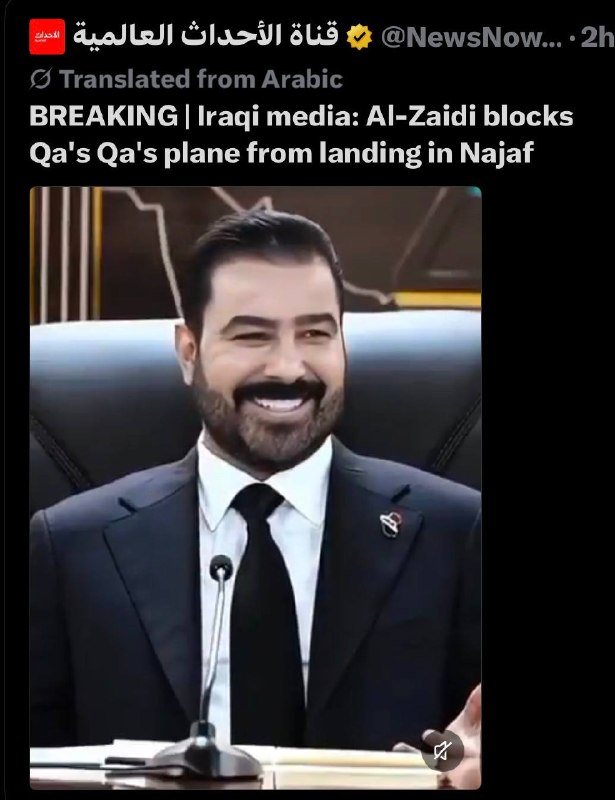 الأحداث
قناة الأحداث العالمية @NewsNow... · 2h
Translated from Arabic
BREAKING | Iraqi media: Al-Zaidi blocks
Qa's Qa's plane from landing in Najaf